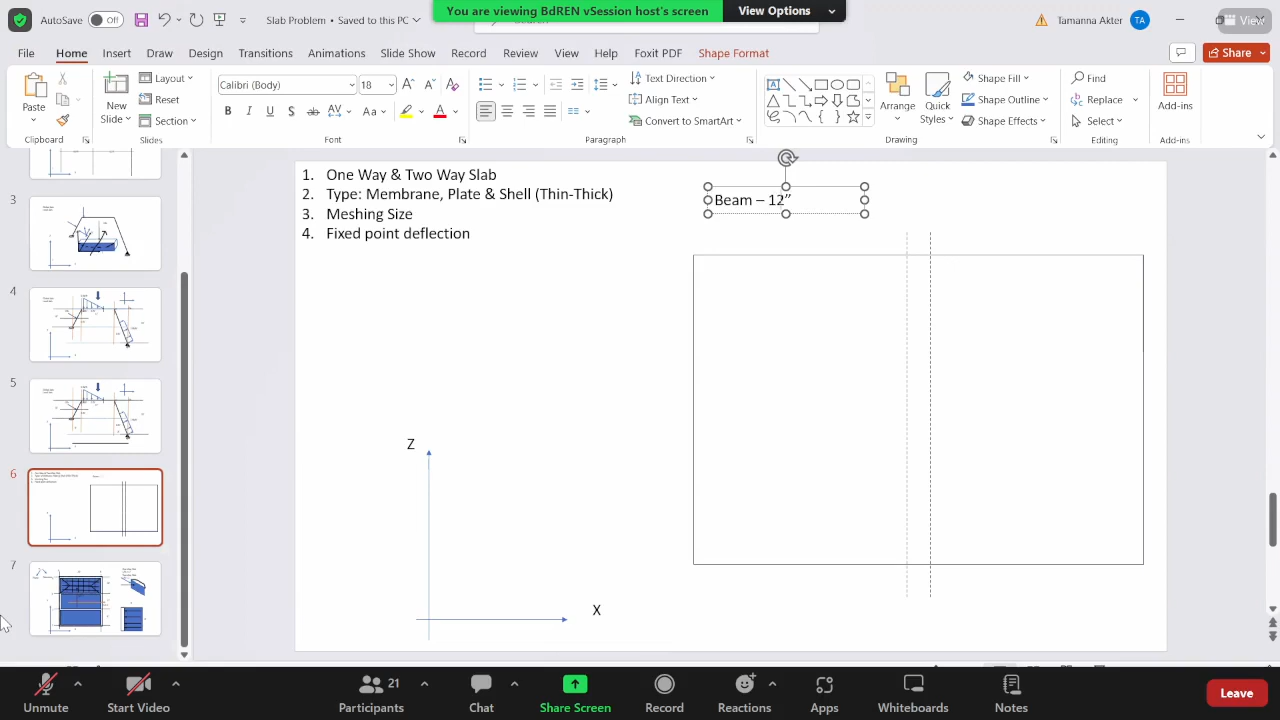 You are viewing BdREN vSession host's screen
View Options
AutoSave
Off
Slab Problem • Saved to this PC
Tamanna Akter
TA
View
File
Home
Insert
Draw
Design
Transitions
Animations
Slide Show
Record
Review
View
Help
Foxit PDF
Shape Format
Share
Paste
New
Slide
Layout
Reset
Section
Calibri (Body)
18
Text Direction
Align Text
Convert to SmartArt
Arrange
Quick
Styles
Shape Fill
Shape Outline
Shape Effects
Find
Replace
Select
Add-ins
Clipboard
Slides
Font
Paragraph
Drawing
Editing
Add-ins
3
4
5
6
7
1. One Way & Two Way Slab
2. Type: Membrane, Plate & Shell (Thin-Thick)
3. Meshing Size
4. Fixed point deflection
Beam – 12”
Z
X
Unmute
Start Video
21
Participants
Chat
Share Screen
Record
Reactions
Apps
Whiteboards
Notes
Leave